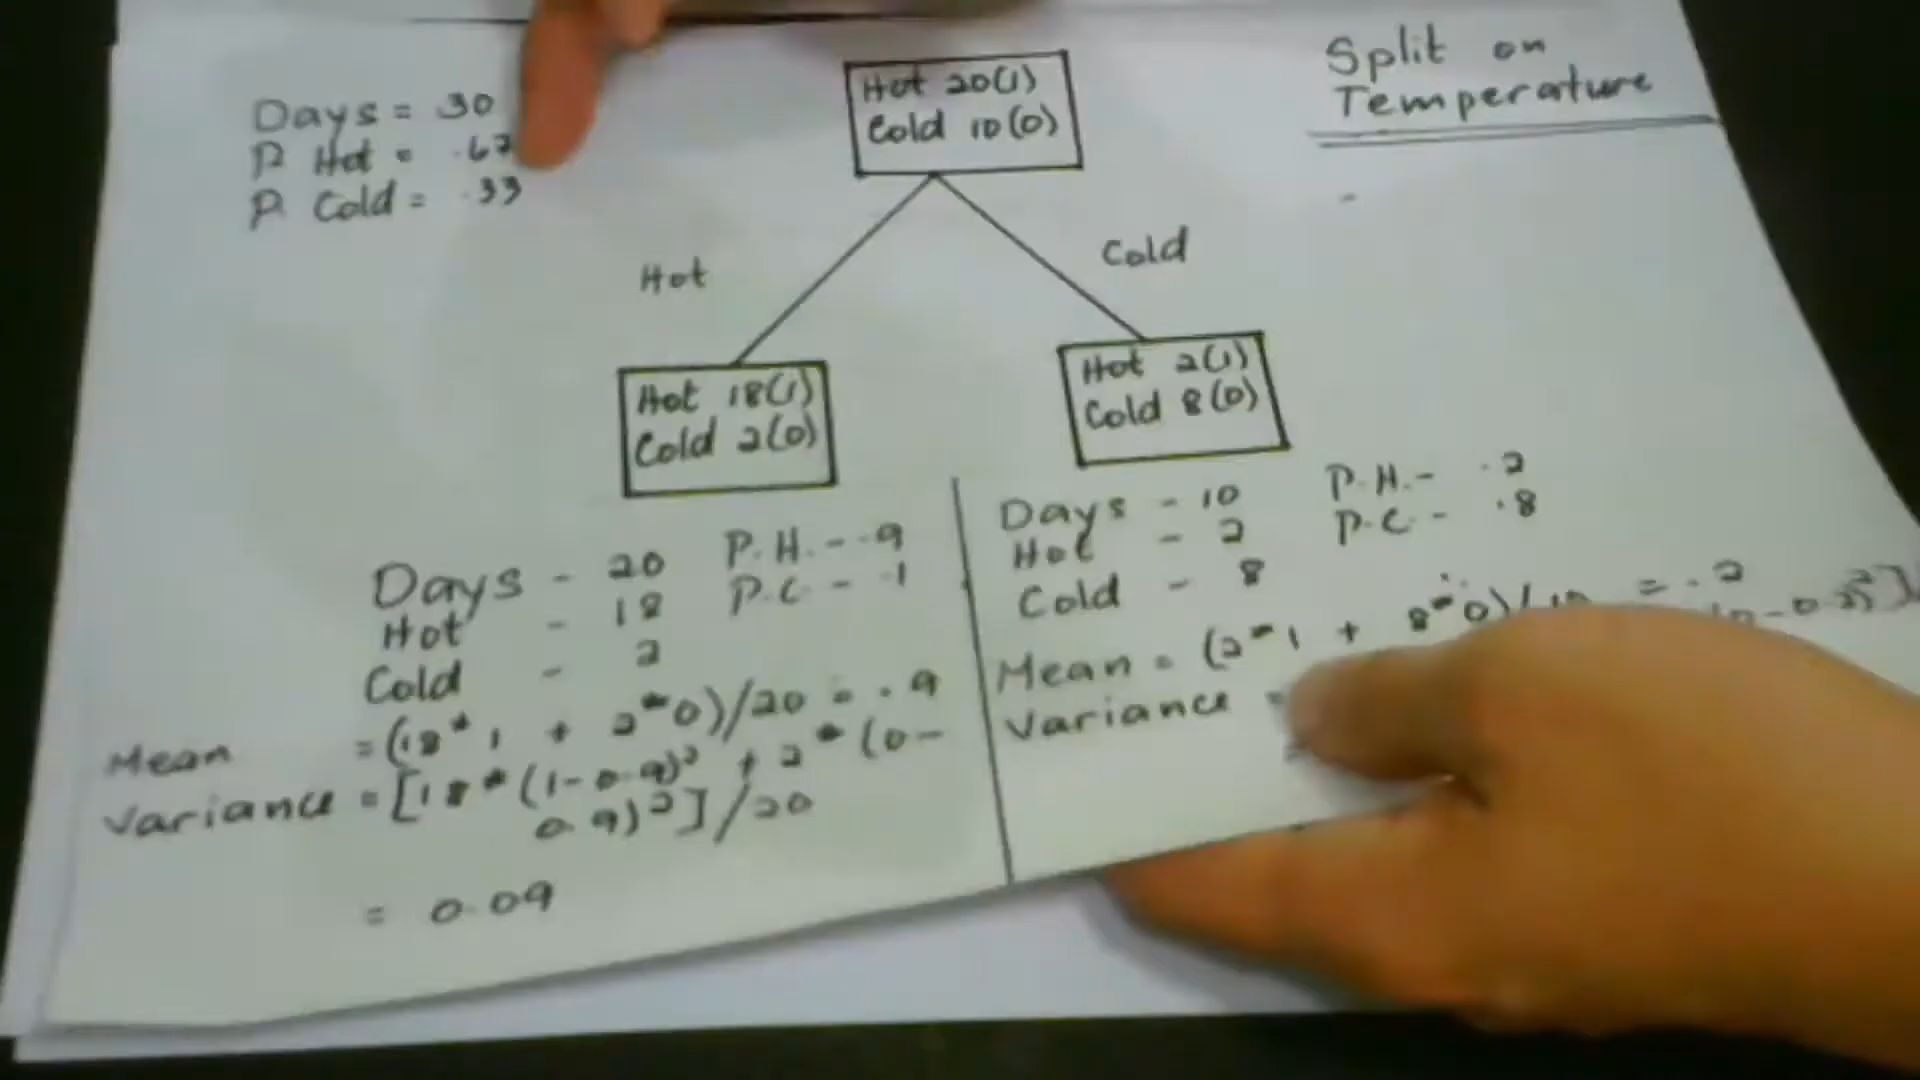 Split on
Temperature
Days = 30
P Hot = .67
P. Cold = .33
Hot 20(1)
Cold 10(0)
Hot
Cold
Hot 18(1)
Cold 2(0)
Hot 2(1)
Cold 8(0)
Days - 20 P.H. - .9
Hot - 18 P.C - .1
Cold - 2
Mean = (18*1 + 2*0)/20 = .9
Variance = [18*(1-0.9)2 + 2*(0-
0.9)2]/20
= 0.09
Days - 10 P.H. - .2
Hot - 2 P.C. - .8
Cold - 8
Mean = (2*1 + 8*0)/10 = .2
Variance =